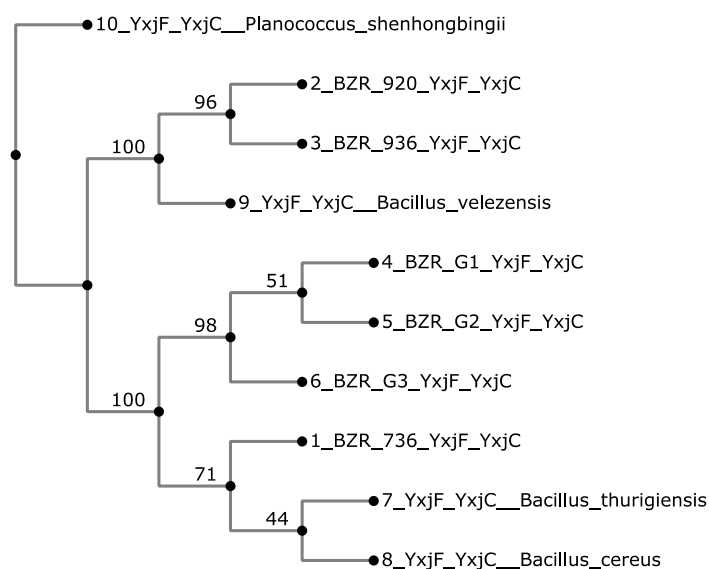 10_YxjF_YxjC__Planococcus_shenhongbingii
2_BZR_920_YxjF_YxjC
96
3_BZR_936_YxjF_YxjC
100
9_YxjF_YxjC__Bacillus_velezensis
4_BZR_G1_YxjF_YxjC
51
5_BZR_G2_YxjF_YxjC
98
6_BZR_G3_YxjF_YxjC
100
1_BZR_736_YxjF_YxjC
71
7_YxjF_YxjC__Bacillus_thurigiensis
44
8_YxjF_YxjC__Bacillus_cereus